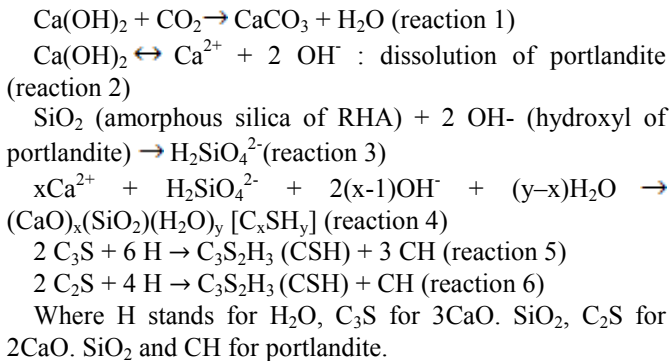 Ca(OH)₂ + CO₂→ CaCO₃ + H₂O (reaction 1)
Ca(OH)₂ ↔ Ca²⁺ + 2 OH⁻ : dissolution of portlandite
(reaction 2)
SiO₂ (amorphous silica of RHA) + 2 OH- (hydroxyl of
portlandite) → H₂SiO₄²⁻(reaction 3)
xCa²⁺ + H₂SiO₄²⁻ + 2(x-1)OH⁻ + (y–x)H₂O →
(CaO)ₓ(SiO₂)(H₂O)ᵧ [CₓSHᵧ] (reaction 4)
2 C₃S + 6 H → C₃S₂H₃ (CSH) + 3 CH (reaction 5)
2 C₂S + 4 H → C₃S₂H₃ (CSH) + CH (reaction 6)
Where H stands for H₂O, C₃S for 3CaO. SiO₂, C₂S for
2CaO. SiO₂ and CH for portlandite.